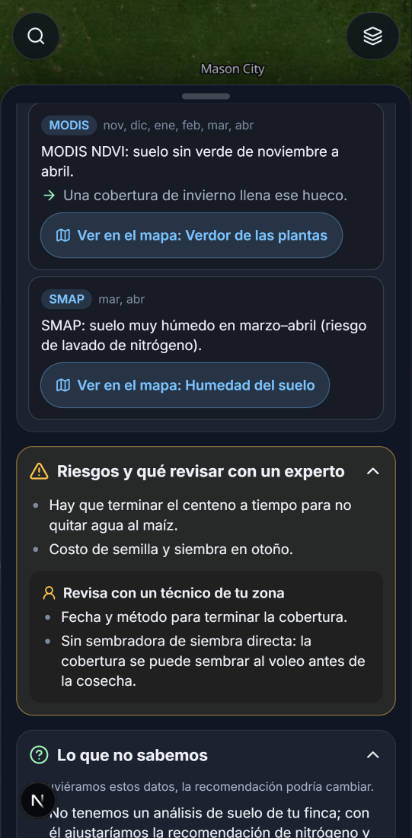 Mason City
MODIS nov, dic, ene, feb, mar, abr
MODIS NDVI: suelo sin verde de noviembre a
abril.
→ Una cobertura de invierno llena ese hueco.
Ver en el mapa: Verdor de las plantas
SMAP mar, abr
SMAP: suelo muy húmedo en marzo–abril (riesgo
de lavado de nitrógeno).
Ver en el mapa: Humedad del suelo
Riesgos y qué revisar con un experto
• Hay que terminar el centeno a tiempo para no
quitar agua al maíz.
• Costo de semilla y siembra en otoño.
Revisa con un técnico de tu zona
• Fecha y método para terminar la cobertura.
• Sin sembradora de siembra directa: la
cobertura se puede sembrar al voleo antes de
la cosecha.
Lo que no sabemos
estos datos, la recomendación podría cambiar.
N
No tenemos un análisis de suelo de tu finca; con
él ajustaríamos la recomendación de nitrógeno y